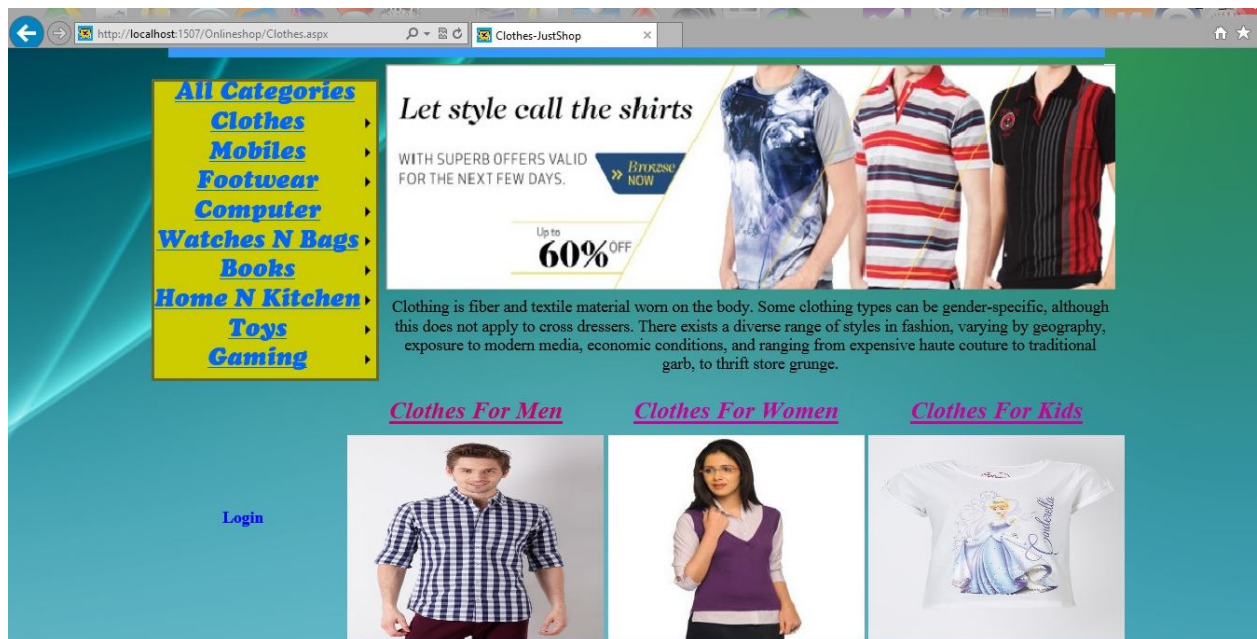 http://localhost:1507/Onlineshop/Clothes.aspx
Clothes-JustShop
All Categories
Clothes
Mobiles
Footwear
Computer
Watches N Bags
Books
Home N Kitchen
Toys
Gaming
Let style call the shirts
WITH SUPERB OFFERS VALID
FOR THE NEXT FEW DAYS.
» Browse
NOW
Up to
60% OFF
Clothing is fiber and textile material worn on the body. Some clothing types can be gender-specific, although
this does not apply to cross dressers. There exists a diverse range of styles in fashion, varying by geography,
exposure to modern media, economic conditions, and ranging from expensive haute couture to traditional
garb, to thrift store grunge.
Clothes For Men
Clothes For Women
Clothes For Kids
Login
Cinderella